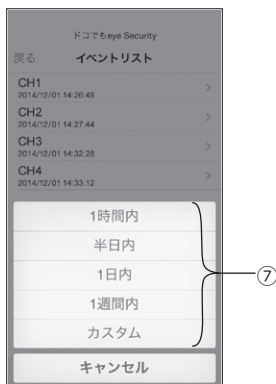 ドコでもeye Security
戻る イベントリスト
CH1
2014/12/01 14:26:48
CH2
2014/12/01 14:27:44
CH3
2014/12/01 14:32:28
CH4
2014/12/01 14:33:12
1時間内
半日内
1日内
1週間内
カスタム
⑦
キャンセル